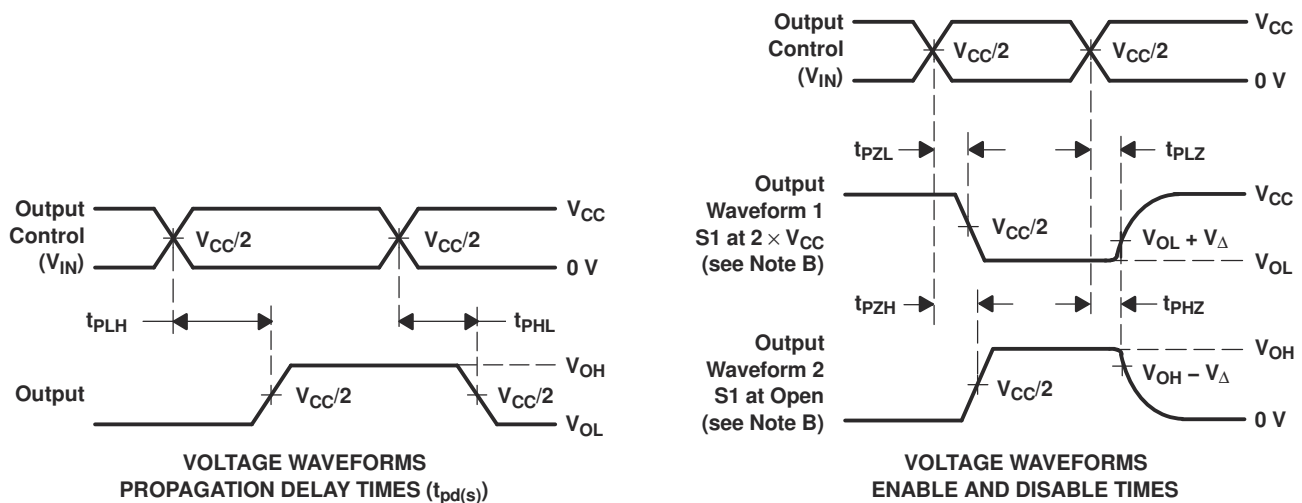 Output
Control
(VIN)
VCC/2
VCC/2
VCC
0 V
tPLH
tPHL
Output
VCC/2
VCC/2
VOH
VOL
VOLTAGE WAVEFORMS
PROPAGATION DELAY TIMES (tpd(s))
Output
Control
(VIN)
VCC/2
VCC/2
VCC
0 V
tPZL
tPLZ
Output
Waveform 1
S1 at 2 × VCC
(see Note B)
VCC/2
VCC
VOL + VΔ
VOL
tPZH
tPHZ
Output
Waveform 2
S1 at Open
(see Note B)
VCC/2
VOH
VOH − VΔ
0 V
VOLTAGE WAVEFORMS
ENABLE AND DISABLE TIMES